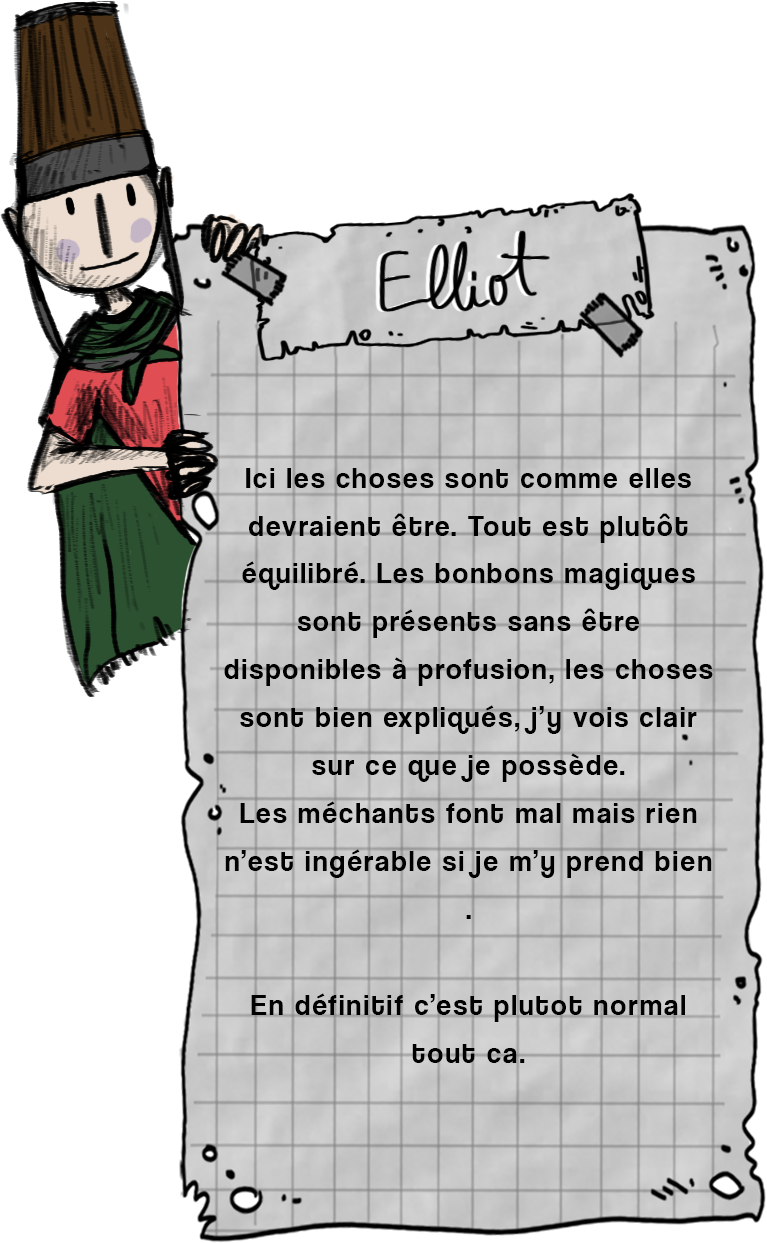 Elliot
Ici les choses sont comme elles
devraient être. Tout est plutôt
équilibré. Les bonbons magiques
sont présents sans être
disponibles à profusion, les choses
sont bien expliqués, j'y vois clair
sur ce que je possède.
Les méchants font mal mais rien
n'est ingérable si je m'y prend bien
.
En définitif c'est plutot normal
tout ca.